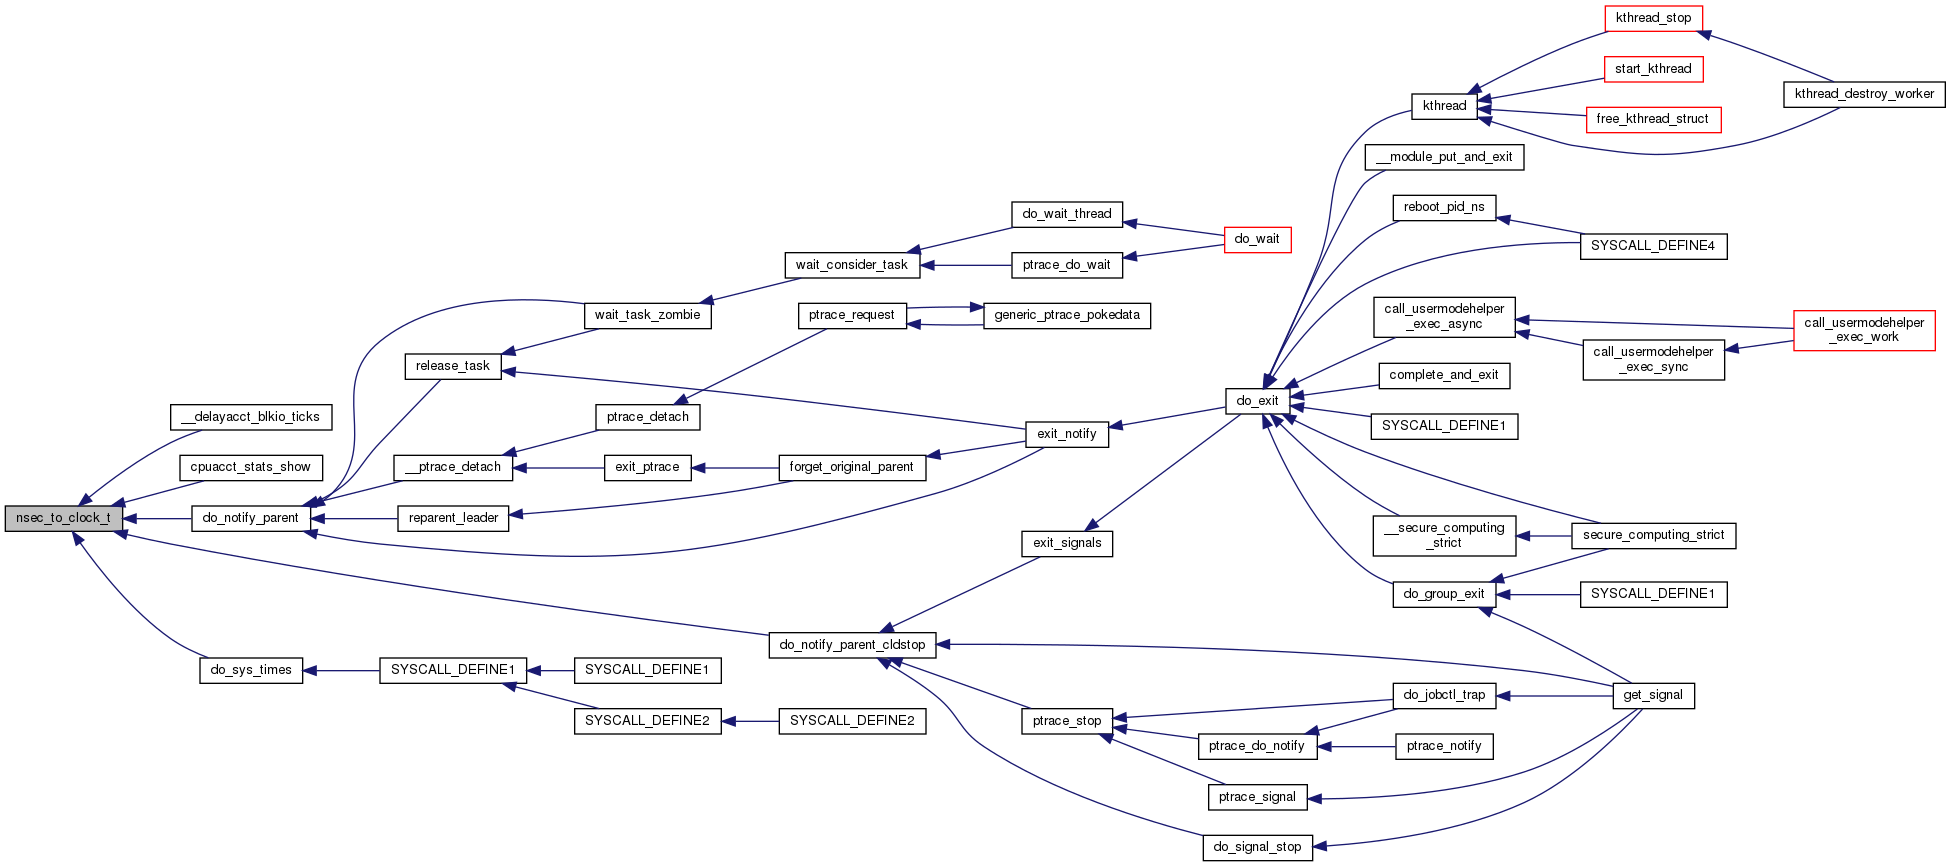 kthread_stop
start_kthread
kthread_destroy_worker
kthread
free_kthread_struct
__module_put_and_exit
reboot_pid_ns
do_wait_thread
do_wait
SYSCALL_DEFINE4
wait_consider_task
ptrace_do_wait
wait_task_zombie
ptrace_request
generic_ptrace_pokedata
call_usermodehelper
_exec_async
call_usermodehelper
_exec_work
call_usermodehelper
_exec_sync
release_task
complete_and_exit
do_exit
__delayacct_blkio_ticks
ptrace_detach
SYSCALL_DEFINE1
exit_notify
cpuacct_stats_show
__ptrace_detach
exit_ptrace
forget_original_parent
nsec_to_clock_t
do_notify_parent
reparent_leader
exit_signals
__secure_computing
_strict
secure_computing_strict
do_group_exit
SYSCALL_DEFINE1
do_notify_parent_cldstop
do_sys_times
SYSCALL_DEFINE1
SYSCALL_DEFINE1
do_jobctl_trap
get_signal
SYSCALL_DEFINE2
SYSCALL_DEFINE2
ptrace_stop
ptrace_do_notify
ptrace_notify
ptrace_signal
do_signal_stop